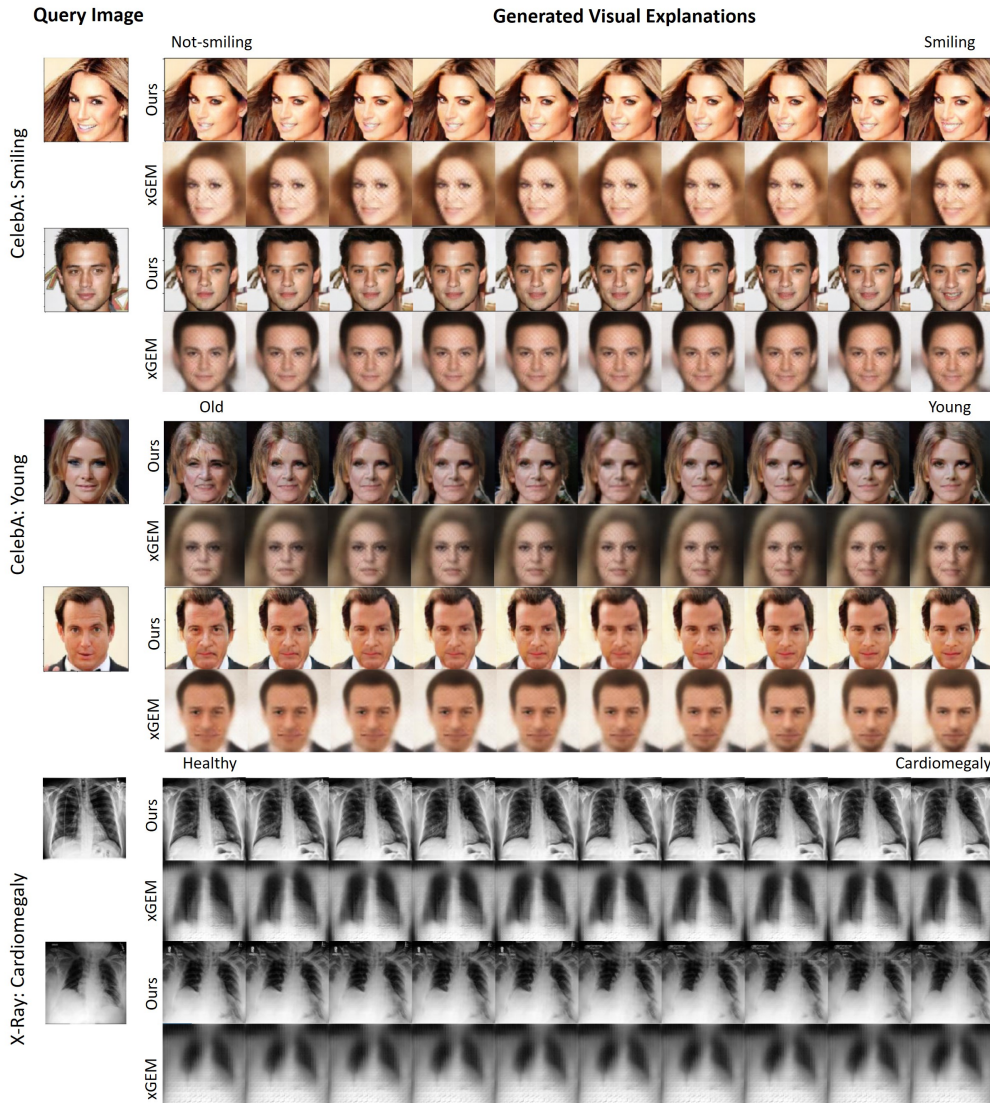 Query Image
Generated Visual Explanations
Not-smiling
Smiling
CelebA: Smiling
Ours
xGEM
Ours
xGEM
Old
Young
CelebA: Young
Ours
xGEM
Ours
xGEM
Healthy
Cardiomegaly
X-Ray: Cardiomegaly
Ours
xGEM
Ours
xGEM